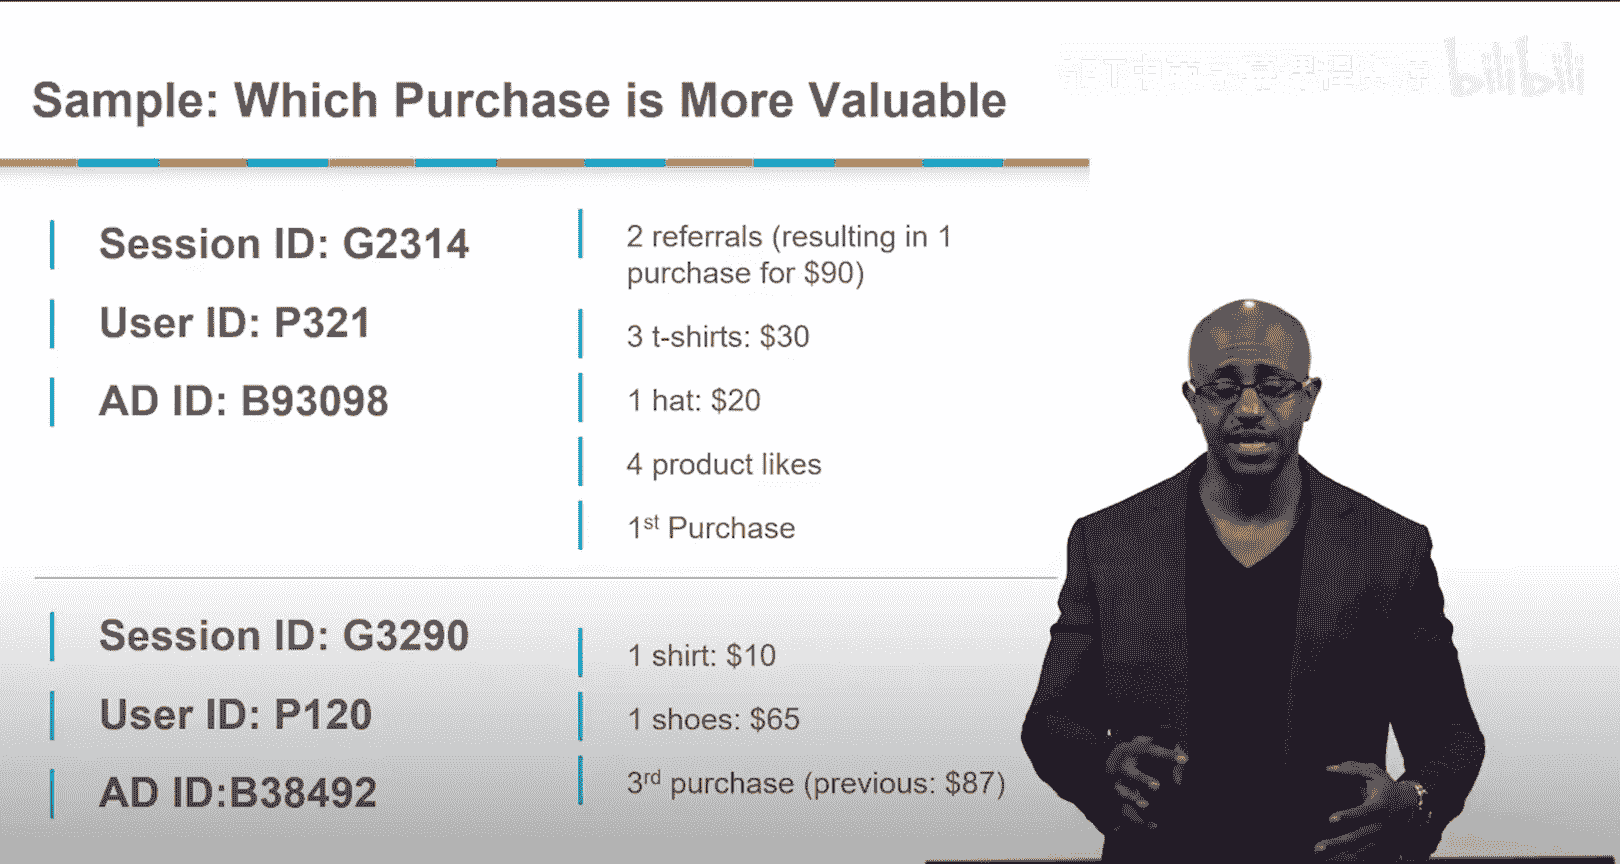 Sample: Which Purchase is More Valuable
bilibili
Session ID: G2314
User ID: P321
AD ID: B93098
2 referrals (resulting in 1
purchase for $90)
3 t-shirts: $30
1 hat: $20
4 product likes
1st Purchase
Session ID: G3290
User ID: P120
AD ID:B38492
1 shirt: $10
1 shoes: $65
3rd purchase (previous: $87)